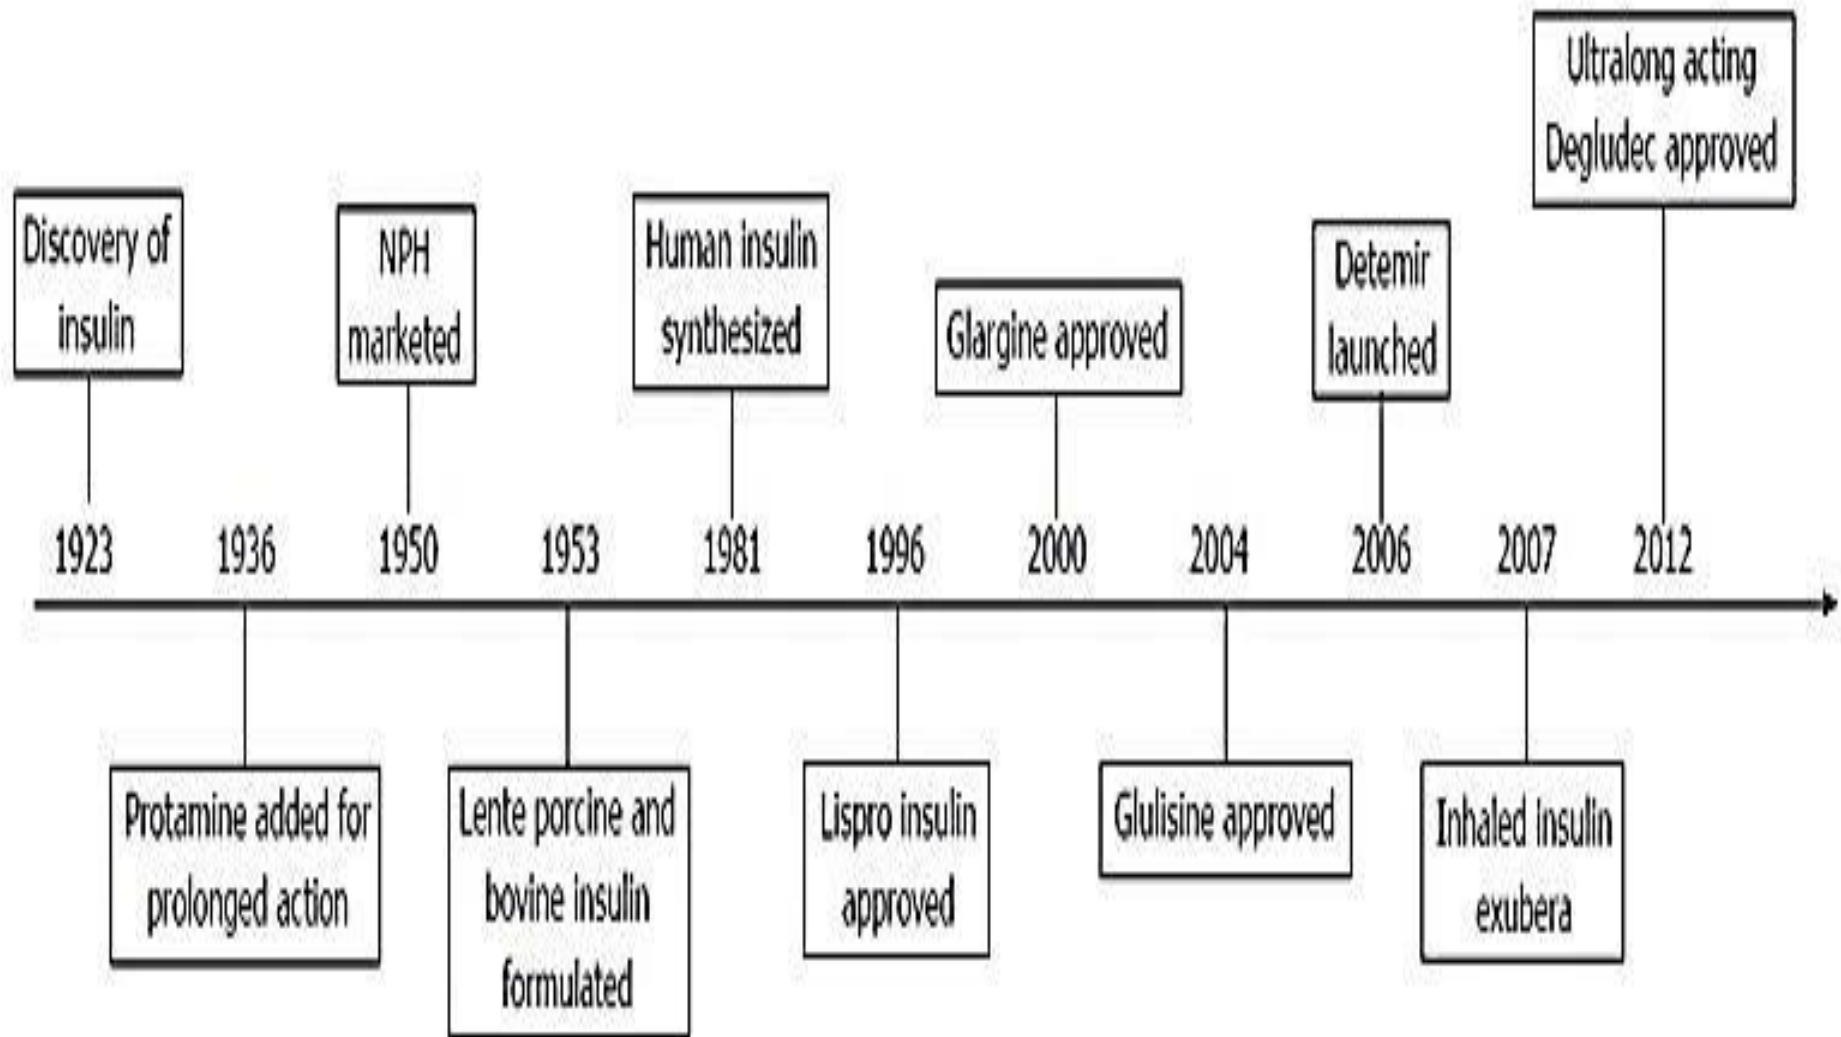 Ultralong acting
Degludec approved
Discovery of
insulin
NPH
marketed
Human insulin
synthesized
Glargine approved
Detemir
launched
1923 1936 1950 1953 1981 1996 2000 2004 2006 2007 2012
Protamine added for
prolonged action
Lente porcine and
bovine insulin
formulated
Lispro insulin
approved
Glulisine approved
Inhaled insulin
exubera